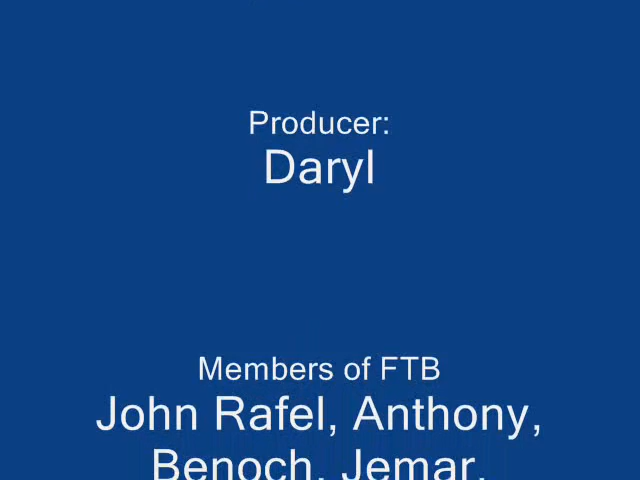 Producer:
Daryl
Members of FTB
John Rafel, Anthony,
Benoch, Jemar,